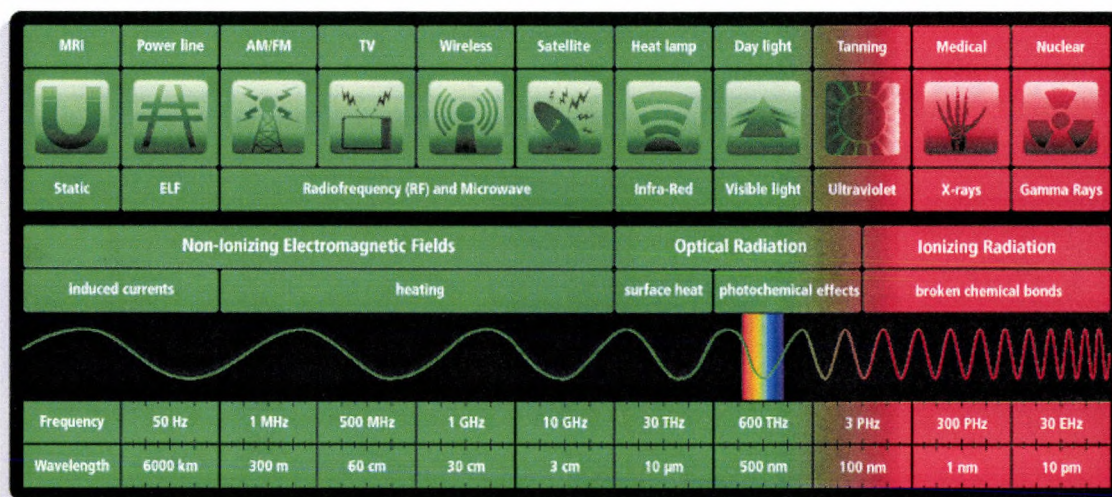 MRI Power line AM/FM TV Wireless Satellite Heat lamp Day light Tanning Medical Nuclear
Static ELF Radiofrequency (RF) and Microwave Infra-Red Visible light Ultraviolet X-rays Gamma Rays
Non-Ionizing Electromagnetic Fields Optical Radiation Ionizing Radiation
induced currents heating surface heat photochemical effects broken chemical bonds
Frequency 50 Hz 1 MHz 500 MHz 1 GHz 10 GHz 30 THz 600 THz 3 PHz 300 PHz 30 EHz
Wavelength 6000 km 300 m 60 cm 30 cm 3 cm 10 µm 500 nm 100 nm 1 nm 10 pm